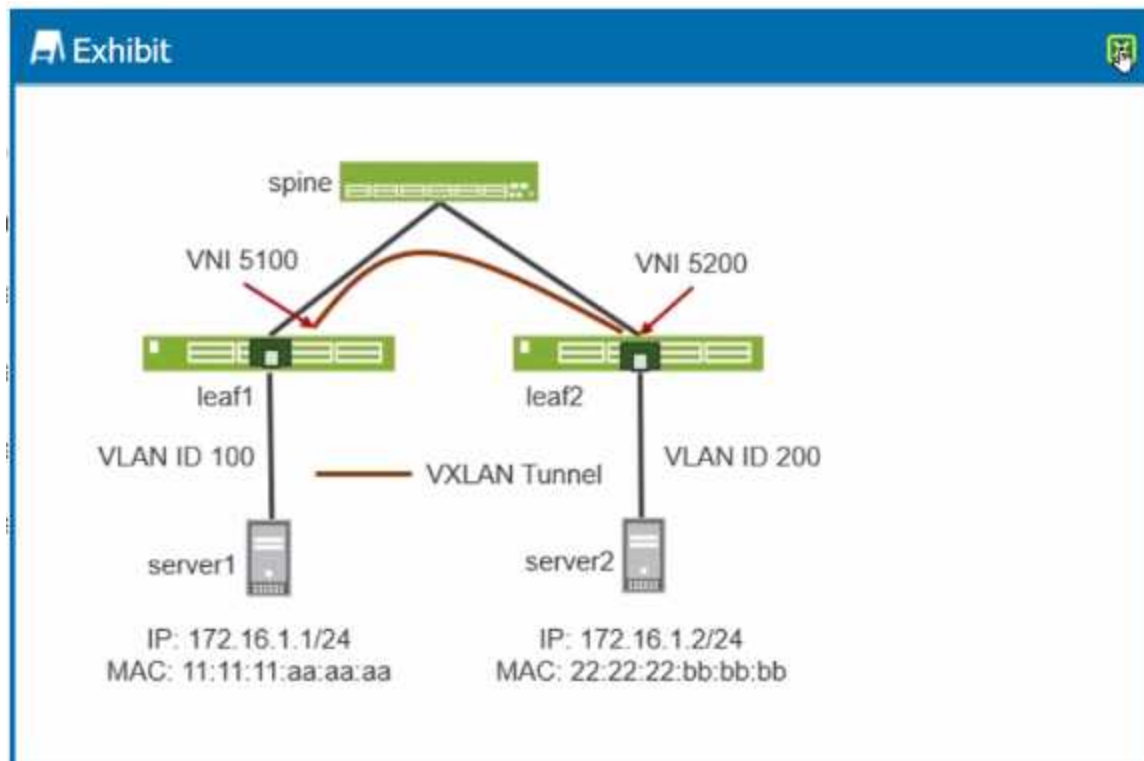 Exhibit
spine
VNI 5100
VNI 5200
leaf1
leaf2
VLAN ID 100
VXLAN Tunnel
VLAN ID 200
server1
server2
IP: 172.16.1.1/24
IP: 172.16.1.2/24
MAC: 11:11:11:aa:aa:aa
MAC: 22:22:22:bb:bb:bb